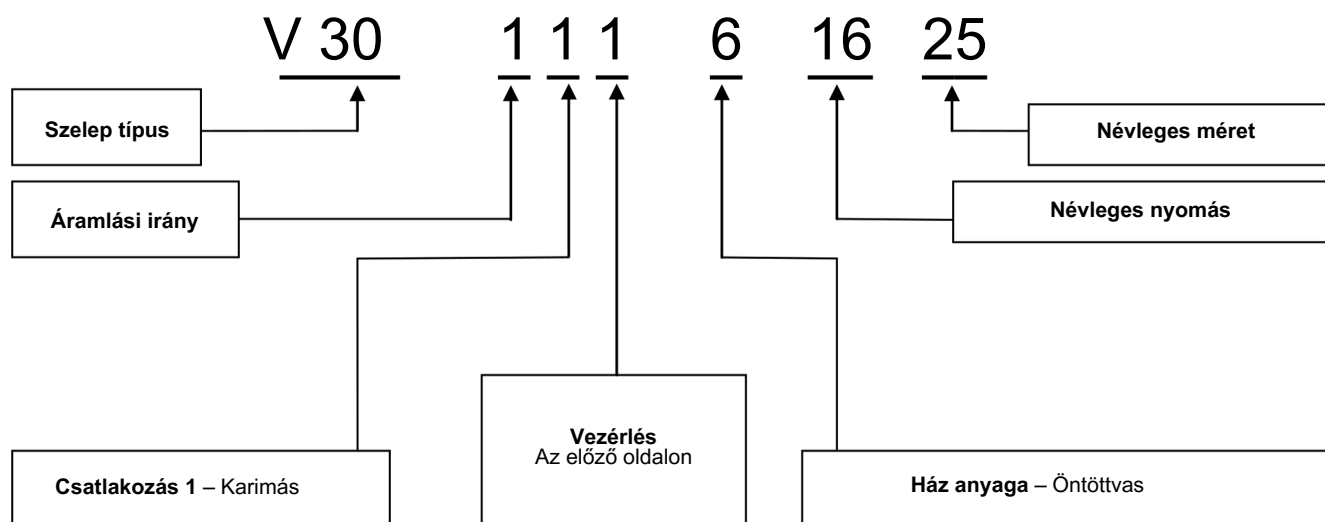 V 30 1 1 1 6 16 25
Szelep típus
Névleges méret
Áramlási irány
Névleges nyomás
Vezérlés
Az előző oldalon
Csatlakozás 1 – Karimás
Ház anyaga – Öntöttvas